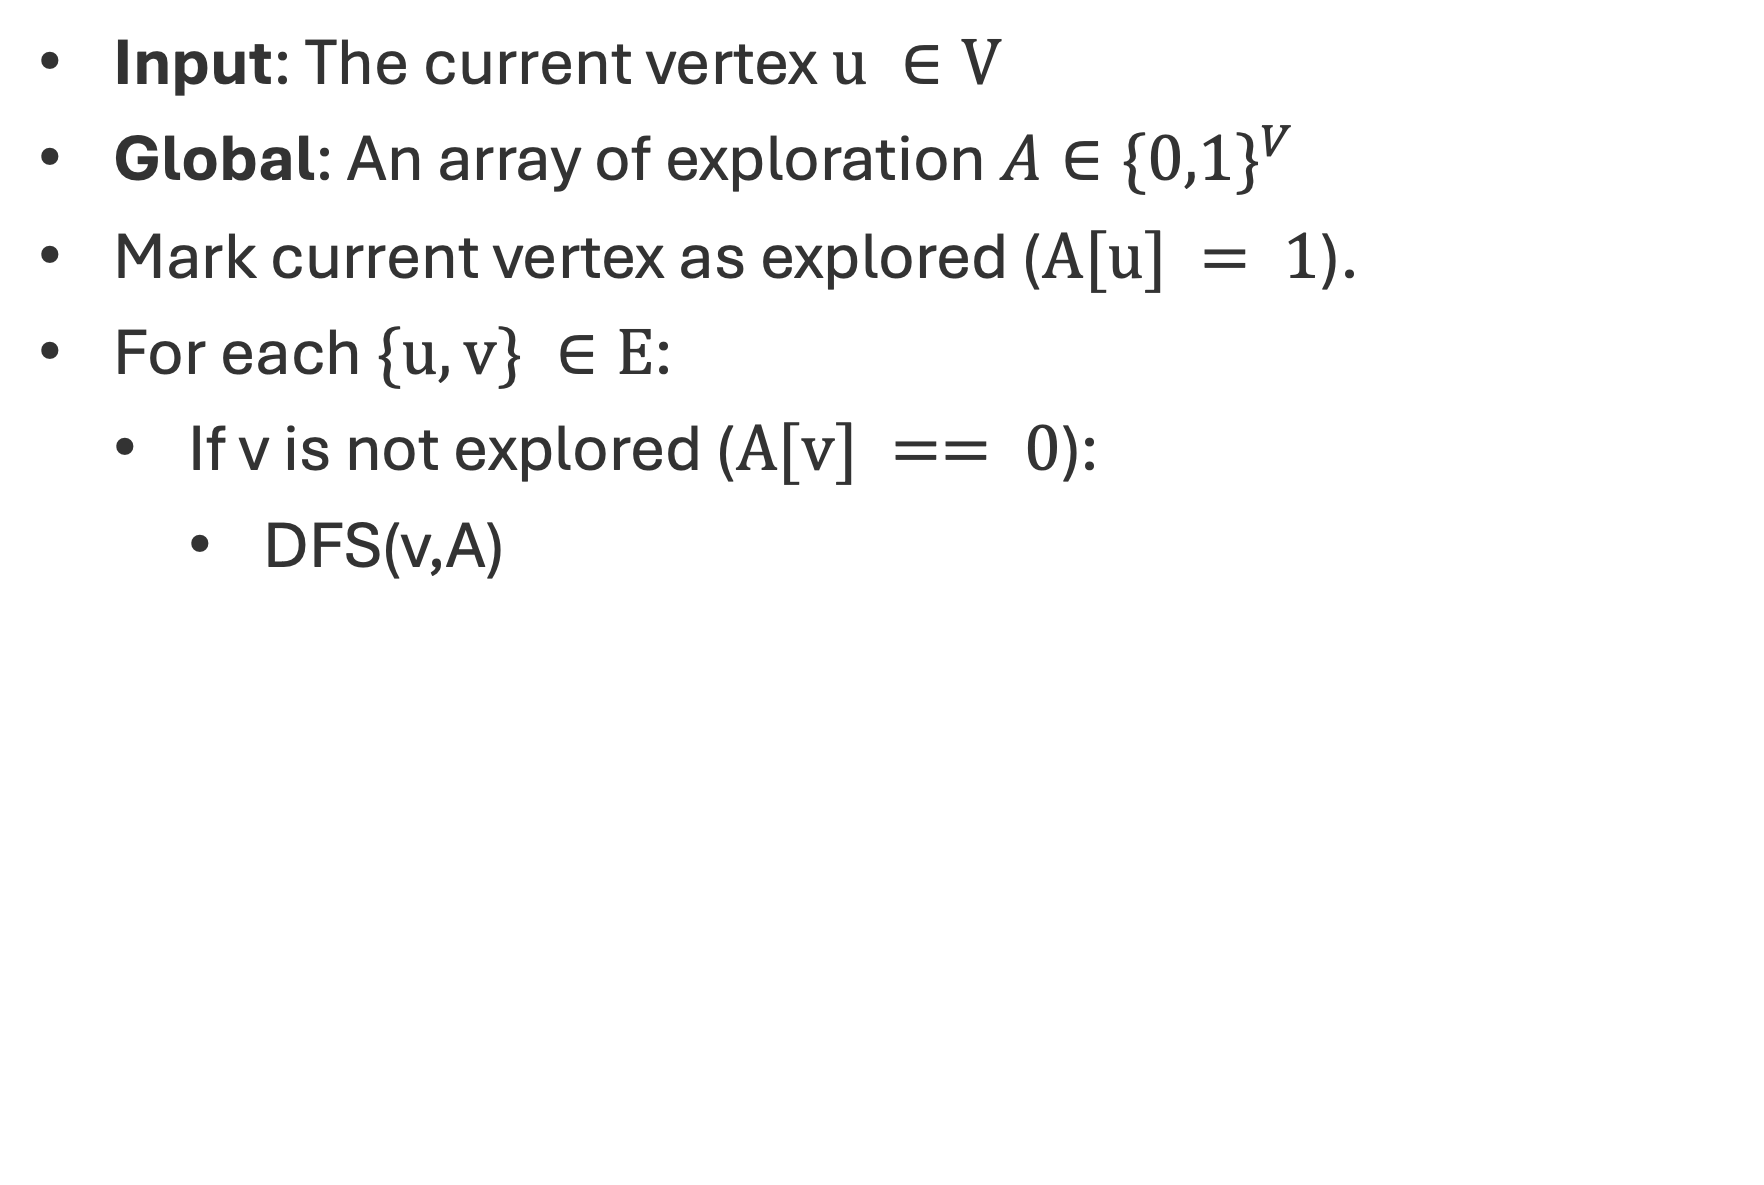 • Input: The current vertex u ∈ V
• Global: An array of exploration A ∈ {0,1}^V
• Mark current vertex as explored (A[u] = 1).
• For each {u, v} ∈ E:
• If v is not explored (A[v] == 0):
• DFS(v,A)